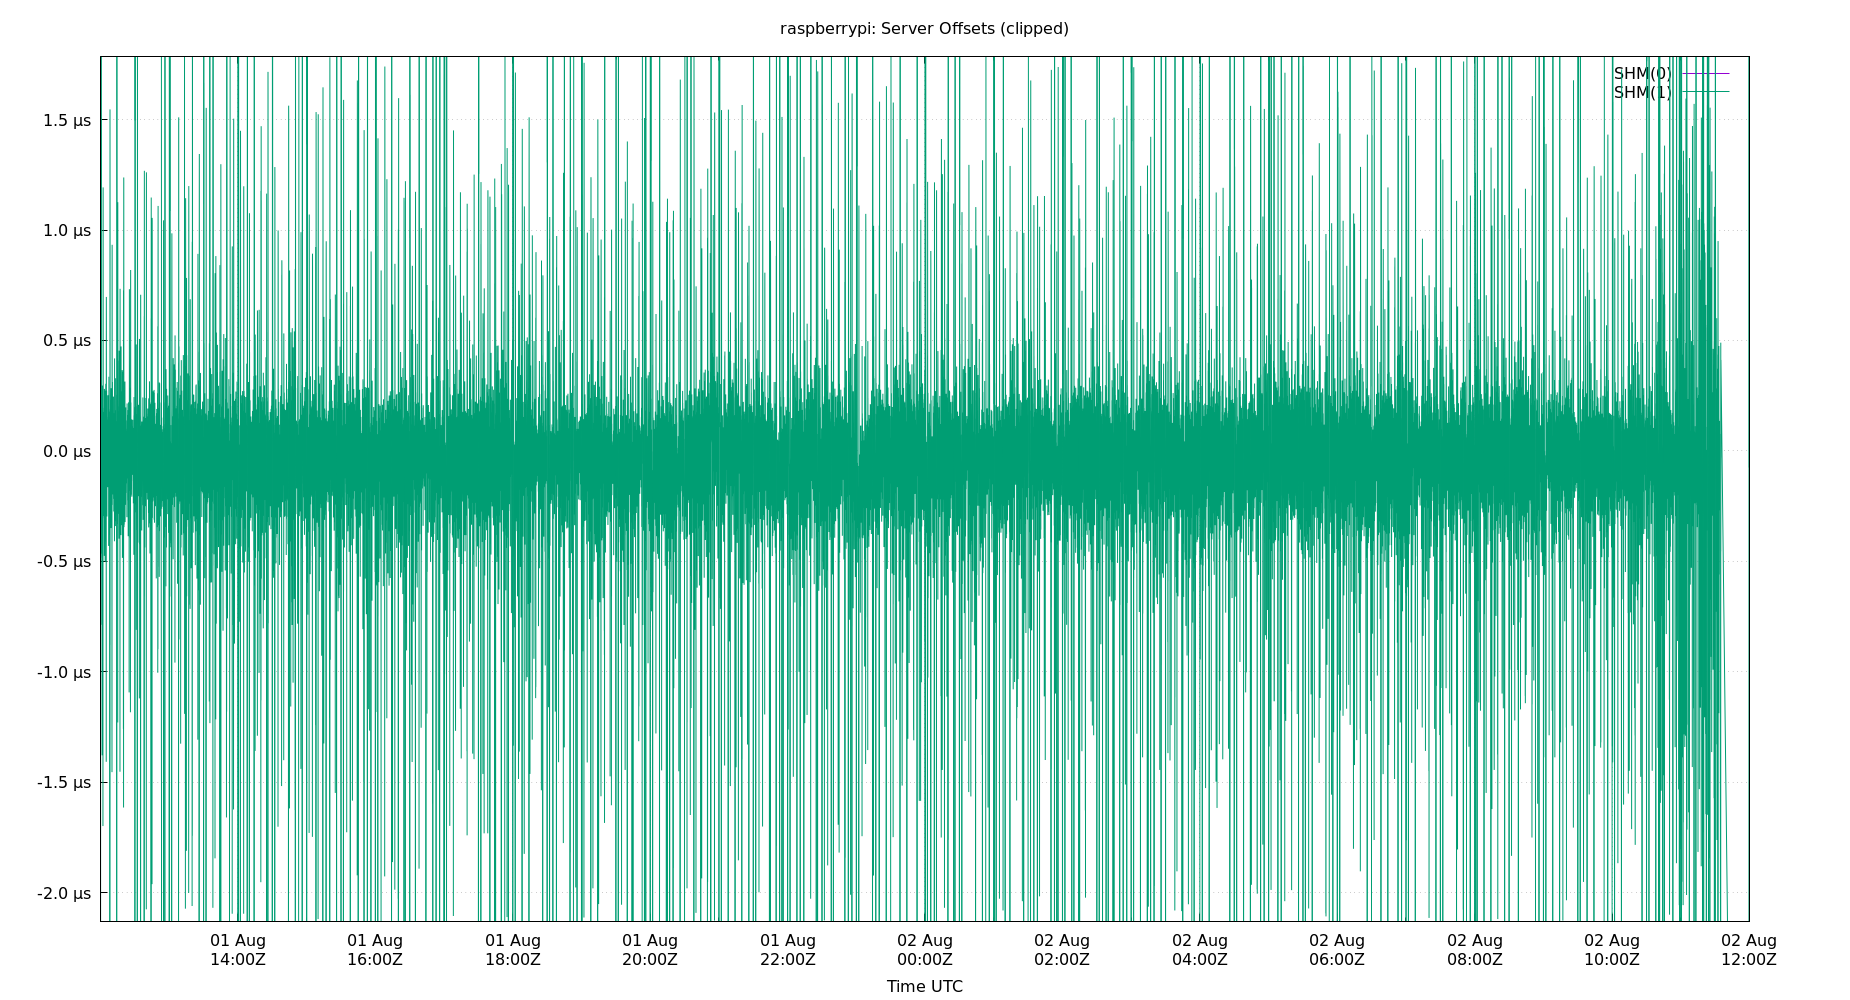 raspberrypi: Server Offsets (clipped)
SHM(0)
SHM(1)
1.5 µs
1.0 µs
0.5 µs
0.0 µs
-0.5 µs
-1.0 µs
-1.5 µs
-2.0 µs
01 Aug 01 Aug 01 Aug 01 Aug 01 Aug 02 Aug 02 Aug 02 Aug 02 Aug 02 Aug 02 Aug 02 Aug
14:00Z 16:00Z 18:00Z 20:00Z 22:00Z 00:00Z 02:00Z 04:00Z 06:00Z 08:00Z 10:00Z 12:00Z
Time UTC